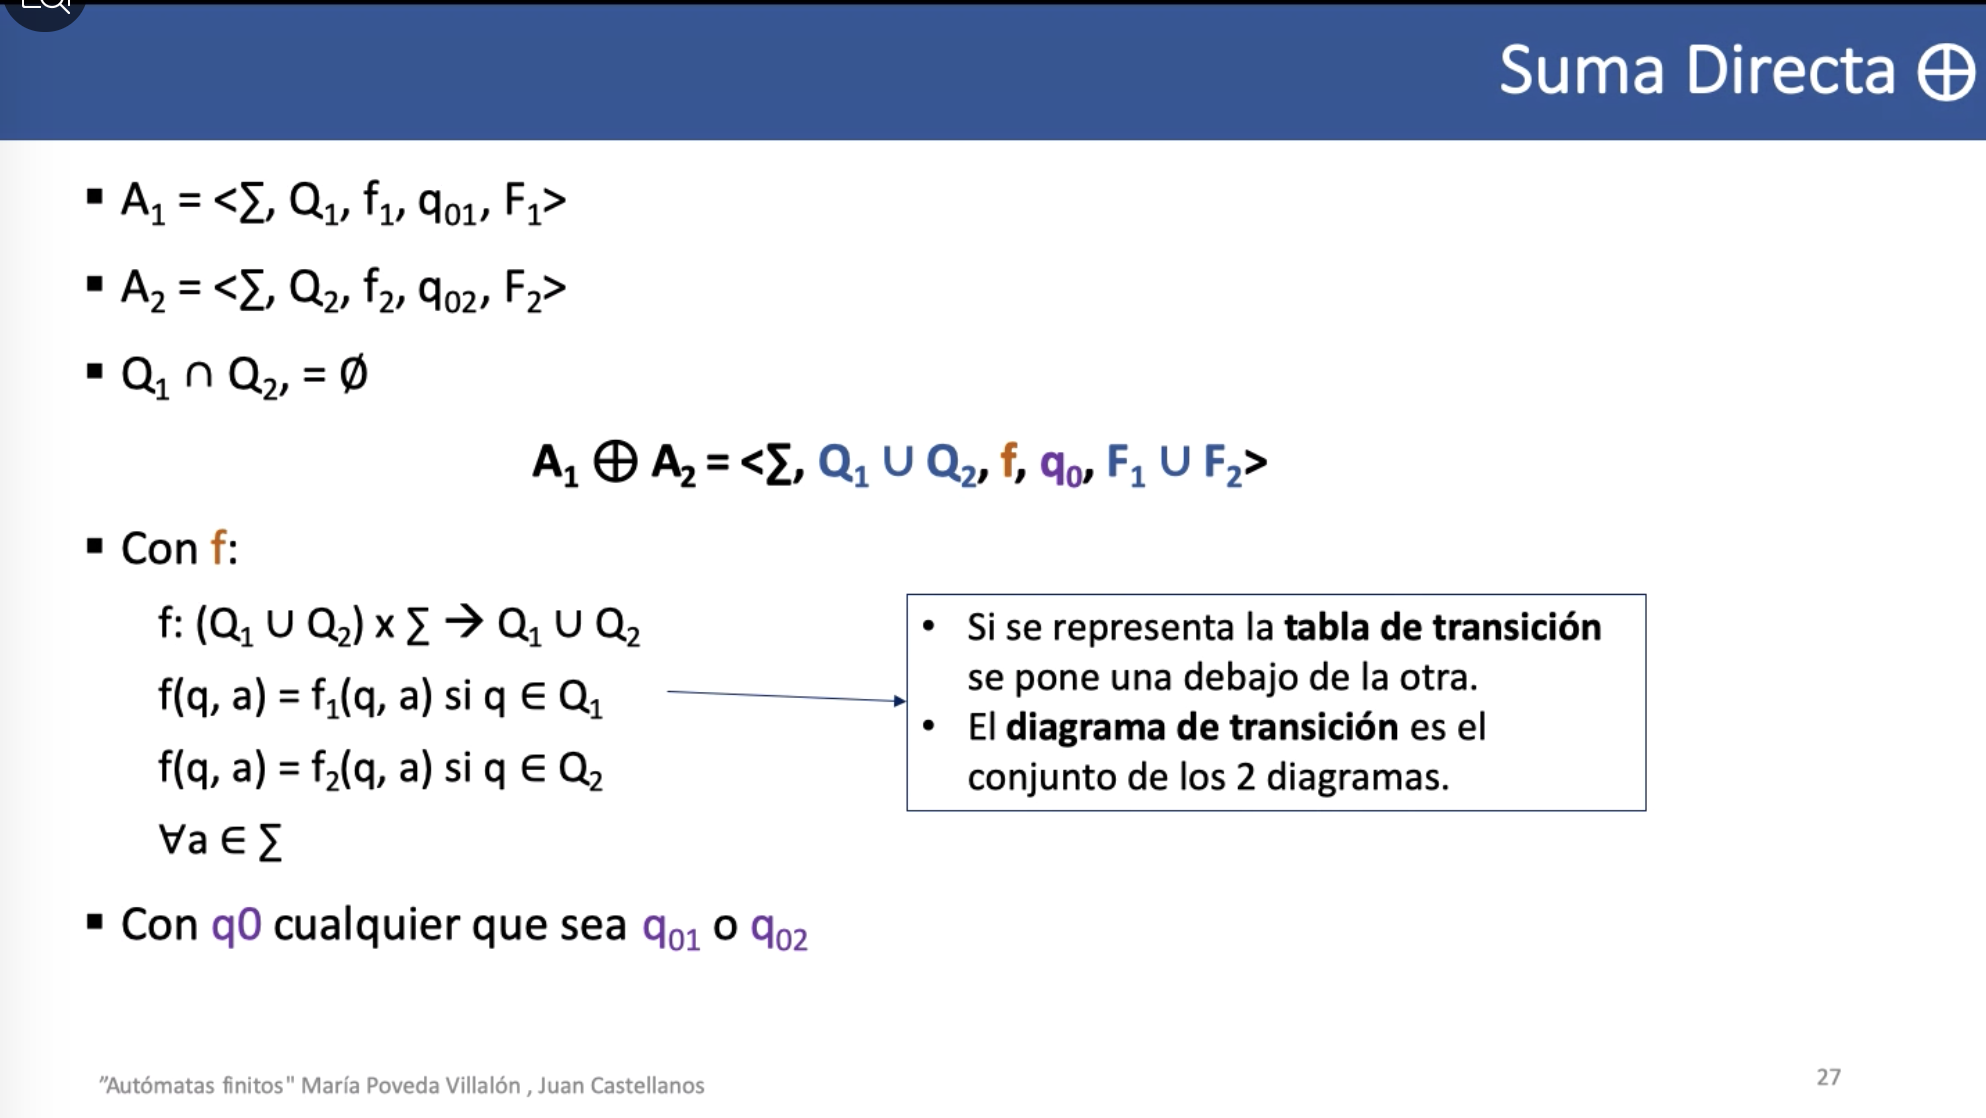 Suma Directa ⊕
▪ A₁ = <∑, Q₁, f₁, q₀₁, F₁>
▪ A₂ = <∑, Q₂, f₂, q₀₂, F₂>
▪ Q₁ ∩ Q₂, = Ø
A₁ ⊕ A₂ = <∑, Q₁ ∪ Q₂, f, q₀, F₁ ∪ F₂>
▪ Con f:
f: (Q₁ ∪ Q₂) x ∑ → Q₁ ∪ Q₂
f(q, a) = f₁(q, a) si q ∈ Q₁
f(q, a) = f₂(q, a) si q ∈ Q₂
∀a ∈ ∑
• Si se representa la tabla de transición
se pone una debajo de la otra.
• El diagrama de transición es el
conjunto de los 2 diagramas.
▪ Con q0 cualquier que sea q₀₁ o q₀₂
"Autómatas finitos" María Poveda Villalón , Juan Castellanos
27